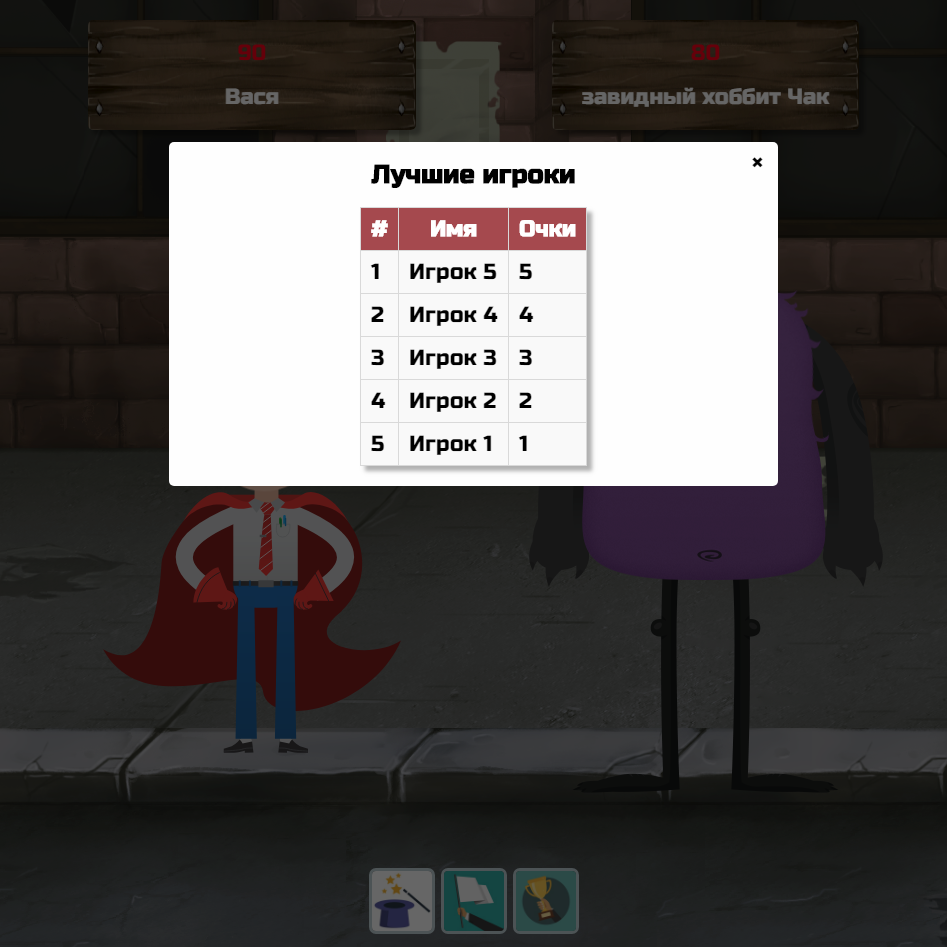 90
Вася
80
завидный хоббит Чак
×
Лучшие игроки
# Имя Очки
1 Игрок 5 5
2 Игрок 4 4
3 Игрок 3 3
4 Игрок 2 2
5 Игрок 1 1